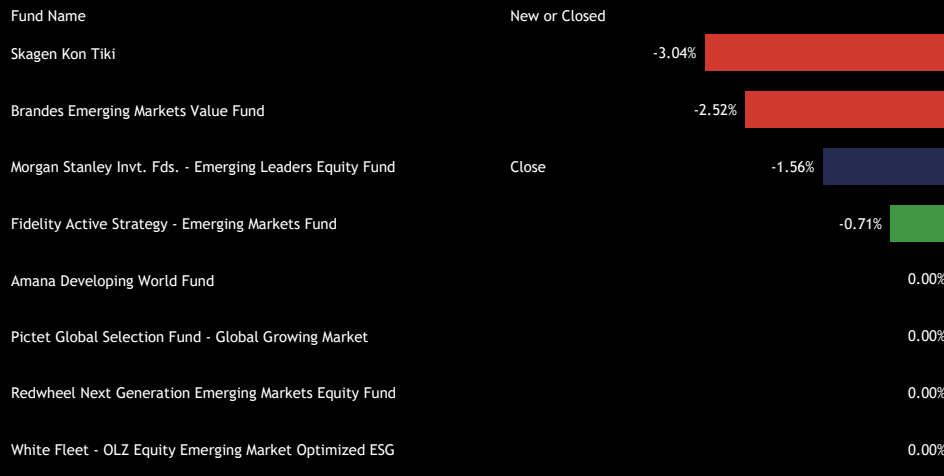 Fund Name New or Closed
Skagen Kon Tiki -3.04%
Brandes Emerging Markets Value Fund -2.52%
Morgan Stanley Invt. Fds. - Emerging Leaders Equity Fund Close -1.56%
Fidelity Active Strategy - Emerging Markets Fund -0.71%
Amana Developing World Fund 0.00%
Pictet Global Selection Fund - Global Growing Market 0.00%
Redwheel Next Generation Emerging Markets Equity Fund 0.00%
White Fleet - OLZ Equity Emerging Market Optimized ESG 0.00%